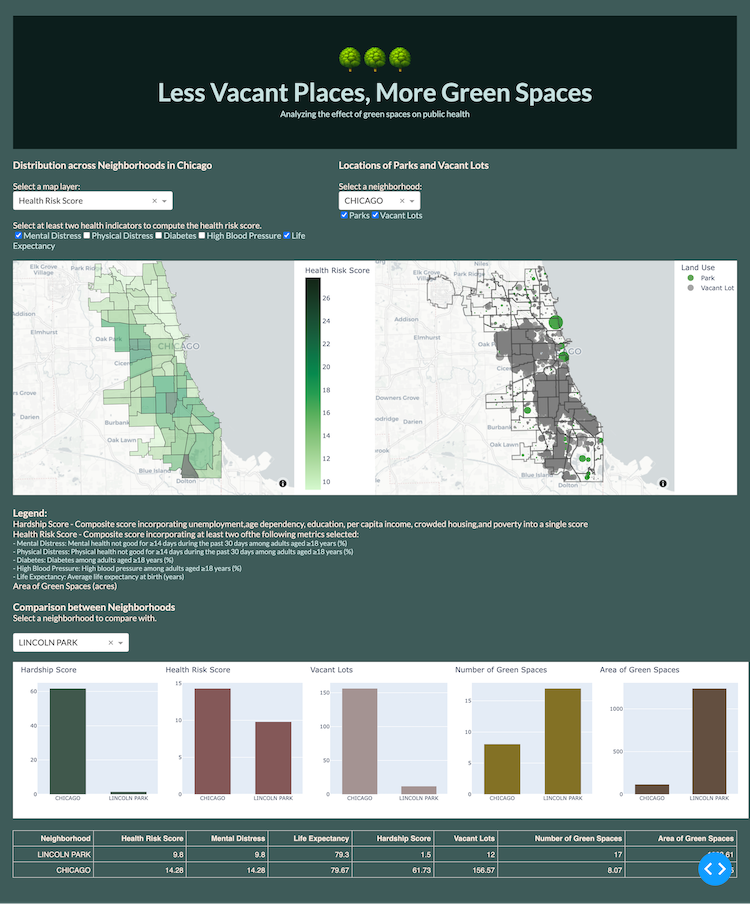 Less Vacant Places, More Green Spaces
Analyzing the effect of green spaces on public health
Distribution across Neighborhoods in Chicago
Select a map layer:
Health Risk Score
Select at least two health indicators to compute the health risk score.
Mental Distress Physical Distress Diabetes High Blood Pressure Life
Expectancy
Locations of Parks and Vacant Lots
Select a neighborhood:
CHICAGO
Parks Vacant Lots
Elk Grove
Village
Park Ridge
Addison
Elmhurst
Oak Park
CHICAGO
Cicero
Darien
Burbank
Oak Lawn
Blue Island
Dolton
Health Risk Score
26
24
22
20
18
16
14
12
10
Niles
Elk Grove
Village
Park Ridge
Addison
Elmhurst
Downers Grove
Darien
Burbank
Oak Lawn
Blue Island
Dolton
Land Use
Park
Vacant Lot
Legend:
Hardship Score - Composite score incorporating unemployment,age dependency, education, per capita income, crowded housing,and poverty into a single score
Health Risk Score - Composite score incorporating at least two ofthe following metrics selected:
- Mental Distress: Mental health not good for ≥14 days during the past 30 days among adults aged ≥18 years (%)
- Physical Distress: Physical health not good for ≥14 days during the past 30 days among adults aged ≥18 years (%)
- Diabetes: Diabetes among adults aged ≥18 years (%)
- High Blood Pressure: High blood pressure among adults aged ≥18 years (%)
- Life Expectancy: Average life expectancy at birth (years)
Area of Green Spaces (acres)
Comparison between Neighborhoods
Select a neighborhood to compare with.
LINCOLN PARK
Hardship Score
60
40
20
0
CHICAGO LINCOLN PARK
Health Risk Score
15
10
5
0
CHICAGO LINCOLN PARK
Vacant Lots
150
100
50
0
CHICAGO LINCOLN PARK
Number of Green Spaces
15
10
5
0
CHICAGO LINCOLN PARK
Area of Green Spaces
1000
500
0
CHICAGO LINCOLN PARK
Neighborhood Health Risk Score Mental Distress Life Expectancy Hardship Score Vacant Lots Number of Green Spaces Area of Green Spaces
LINCOLN PARK 9.8 9.8 79.3 1.5 12 17
CHICAGO 14.28 14.28 79.67 61.73 156.57 8.07